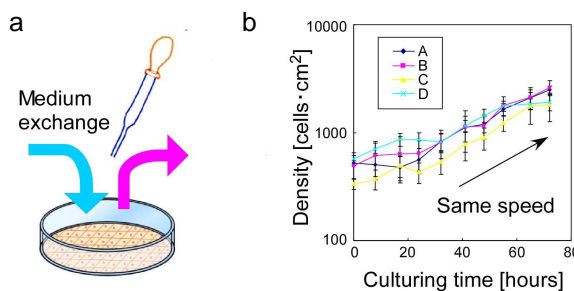 a
Medium
exchange
b
Density [cells・cm²]
10000
1000
100
A
B
C
D
Same speed
0
20
40
60
80
Culturing time [hours]